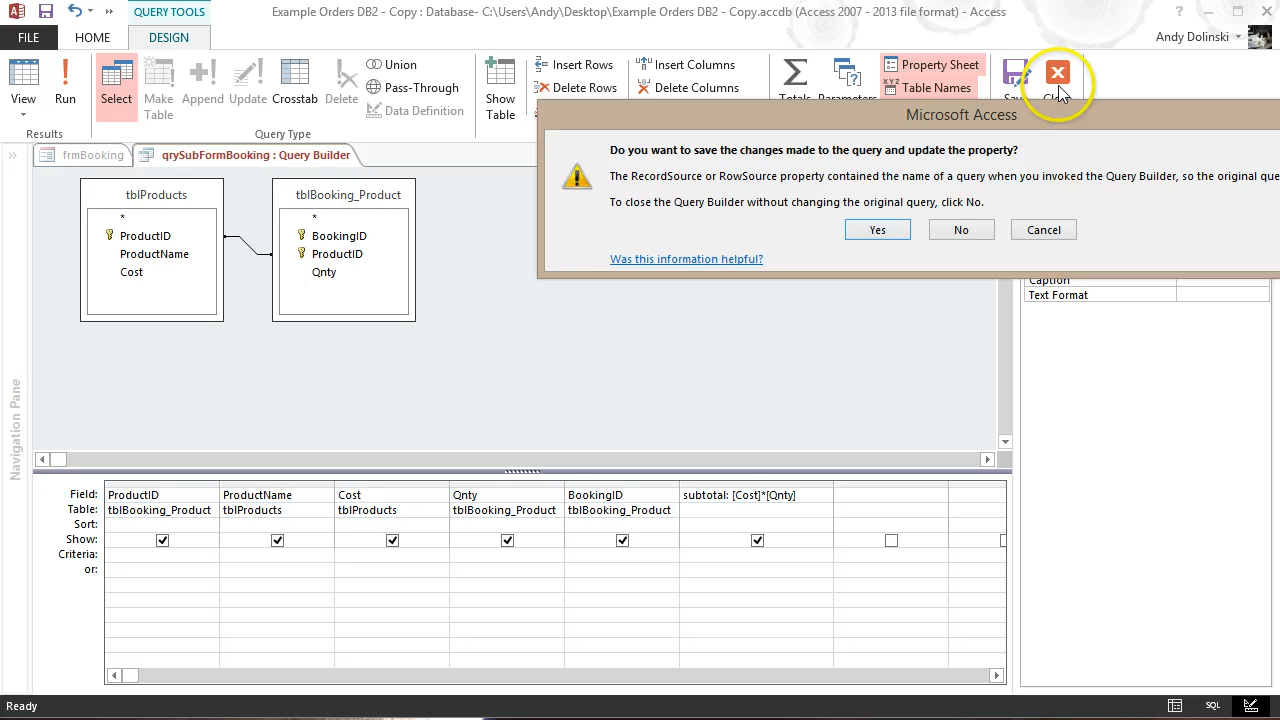 QUERY TOOLS
Example Orders DB2 - Copy : Database- C:\Users\Andy\Desktop\Example Orders DB2 - Copy.accdb (Access 2007 - 2013 file format) - Access
FILE
HOME
DESIGN
Andy Dolinski
View
Run
Select
Make Table
Append
Update
Crosstab
Delete
Union
Pass-Through
Data Definition
Show Table
Insert Rows
Delete Rows
Insert Columns
Delete Columns
Totals
Parameters
Property Sheet
Table Names
Results
Query Type
Microsoft Access
Do you want to save the changes made to the query and update the property?
The RecordSource or RowSource property contained the name of a query when you invoked the Query Builder, so the original que
To close the Query Builder without changing the original query, click No.
Yes
No
Cancel
Was this information helpful?
frmBooking
qrySubFormBooking : Query Builder
tblProducts
*
ProductID
ProductName
Cost
tblBooking_Product
*
BookingID
ProductID
Qnty
Caption
Text Format
Navigation Pane
Field: ProductID ProductName Cost Qnty BookingID subtotal: [Cost]*[Qnty]
Table: tblBooking_Product tblProducts tblProducts tblBooking_Product tblBooking_Product
Sort:
Show:
Criteria:
or:
Ready
SQL